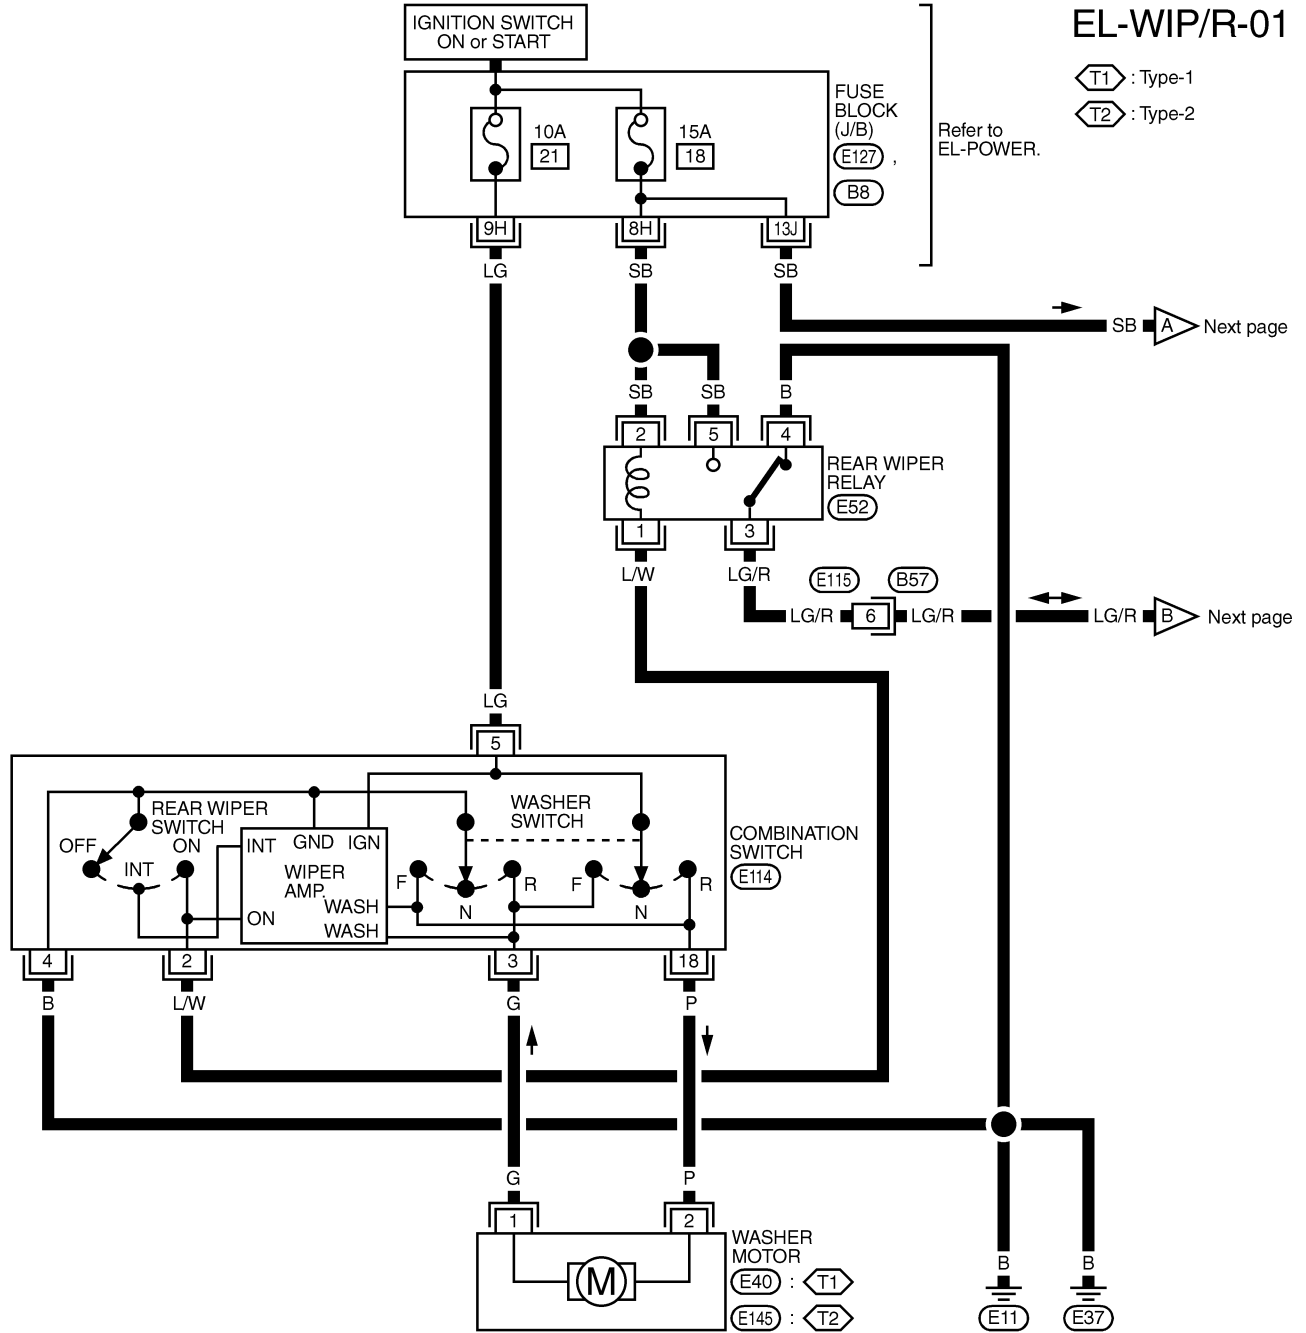 IGNITION SWITCH
ON or START
EL-WIP/R-01
T1 : Type-1
T2 : Type-2
10A
21
15A
18
FUSE
BLOCK
(J/B)
E127 ,
B8
Refer to
EL-POWER.
9H
8H
13J
LG
SB
SB
SB
A
Next page
SB
SB
B
2
5
4
REAR WIPER
RELAY
E52
1
3
L/W
LG/R
E115
B57
LG/R
6
LG/R
LG/R
B
Next page
LG
5
REAR WIPER
SWITCH
OFF
INT
ON
INT
GND
IGN
WIPER
AMP.
ON
WASH
WASH
WASHER
SWITCH
F
N
R
F
N
R
COMBINATION
SWITCH
E114
4
2
3
18
B
L/W
G
P
G
P
1
2
M
WASHER
MOTOR
E40 : T1
E145 : T2
B
B
E11
E37